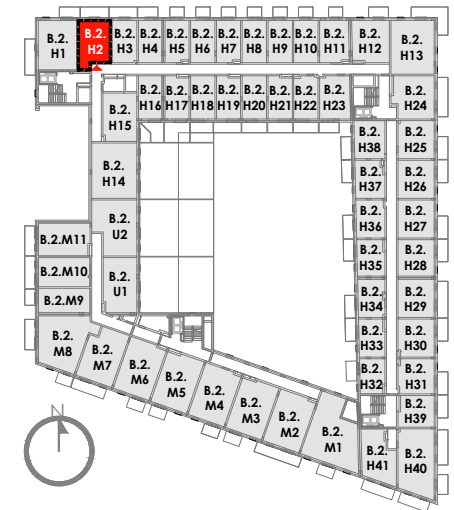 B.2.
H1
B.2.
H2
B.2.
H3
B.2.
H4
B.2.
H5
B.2.
H6
B.2.
H7
B.2.
H8
B.2.
H9
B.2.
H10
B.2.
H11
B.2.
H12
B.2.
H13
B.2.
H15
B.2.
H16
B.2.
H17
B.2.
H18
B.2.
H19
B.2.
H20
B.2.
H21
B.2.
H22
B.2.
H23
B.2.
H24
B.2.
H38
B.2.
H25
B.2.
H14
B.2.
H37
B.2.
H26
B.2.
U2
B.2.
H36
B.2.
H27
B.2.M11
B.2.
H35
B.2.
H28
B.2.M10
B.2.
U1
B.2.
H34
B.2.
H29
B.2.M9
B.2.
H33
B.2.
H30
B.2.
M8
B.2.
M7
B.2.
M6
B.2.
M5
B.2.
M4
B.2.
M3
B.2.
M2
B.2.
M1
B.2.
H32
B.2.
H31
B.2.
H39
B.2.
H41
B.2.
H40
N